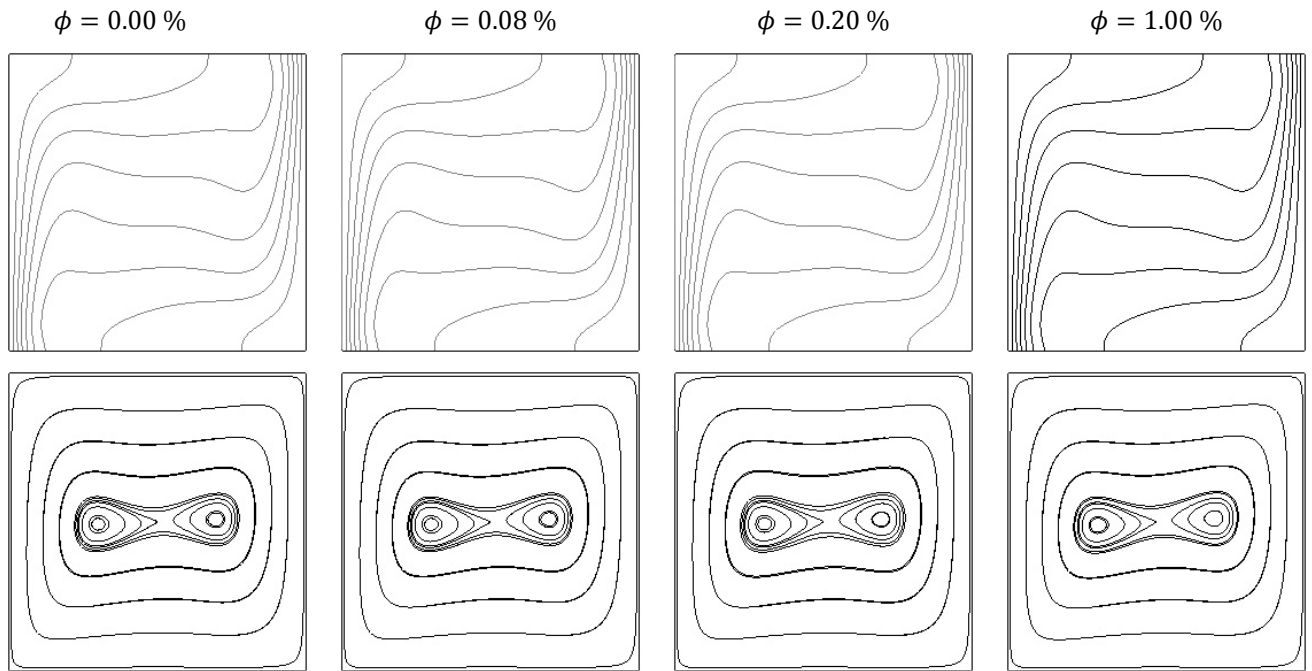 ϕ = 0.00 % ϕ = 0.08 % ϕ = 0.20 % ϕ = 1.00 %